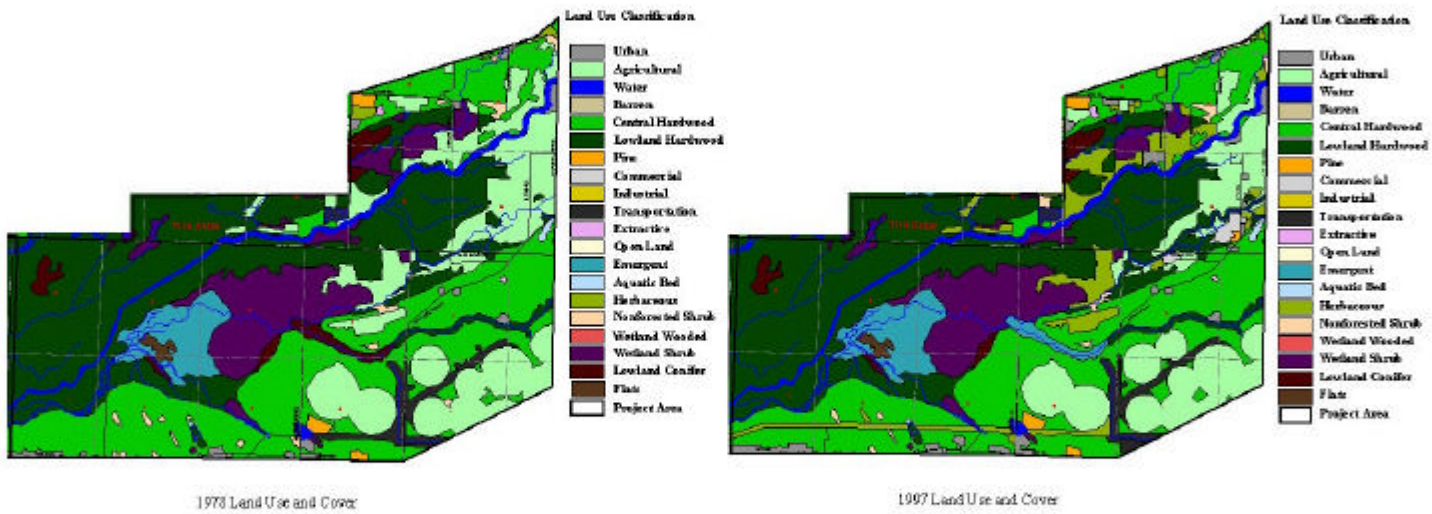 Land Use Classification
Urban
Agricultural
Water
Barren
Central Hardwood
Lowland Hardwood
Pine
Commercial
Industrial
Transportation
Extractive
Open Land
Emergent
Aquatic Bed
Herbaceous
Nonforested Shrub
Wetland Wooded
Wetland Shrub
Lowland Conifer
Flats
Project Area
1978 Land Use and Cover
Land Use Classification
Urban
Agricultural
Water
Barren
Central Hardwood
Lowland Hardwood
Pine
Commercial
Industrial
Transportation
Extractive
Open Land
Emergent
Aquatic Bed
Herbaceous
Nonforested Shrub
Wetland Wooded
Wetland Shrub
Lowland Conifer
Flats
Project Area
1997 Land Use and Cover